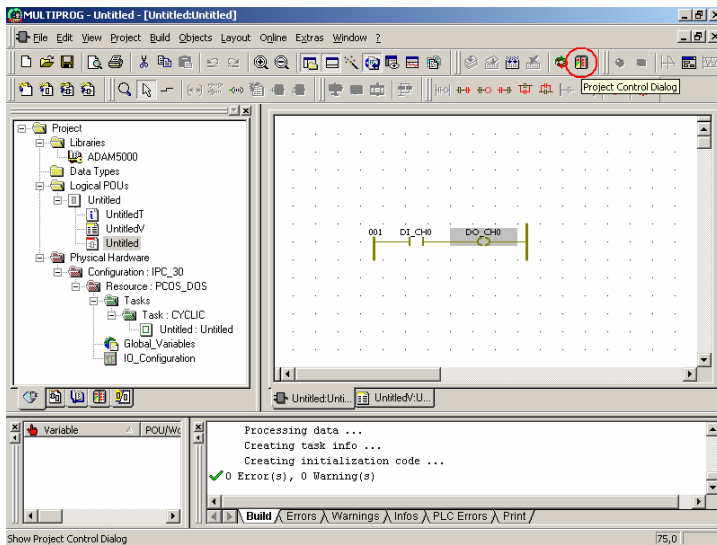 MULTIPROG - Untitled - [Untitled:Untitled]
File Edit View Project Build Objects Layout Online Extras Window ?
Project Control Dialog
Project
Libraries
ADAM5000
Data Types
Logical POUs
Untitled
UntitledT
UntitledV
Untitled
Physical Hardware
Configuration : IPC_30
Resource : PCOS_DOS
Tasks
Task : CYCLIC
Untitled : Untitled
Global_Variables
IO_Configuration
001 DI_CH0 DO_CH0
Untitled:Unti... UntitledV:U...
Variable POU/Wo
Processing data ...
Creating task info ...
Creating initialization code ...
0 Error(s), 0 Warning(s)
Build Errors Warnings Infos PLC Errors Print
Show Project Control Dialog 75,0